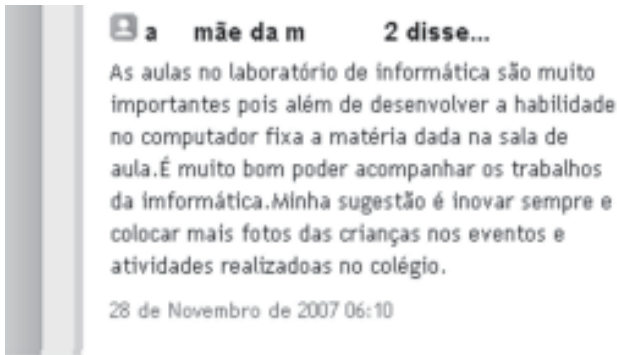 a mãe da m 2 disse...
As aulas no laboratório de informática são muito
importantes pois além de desenvolver a habilidade
no computador fixa a matéria dada na sala de
aula.É muito bom poder acompanhar os trabalhos
da imformática.Minha sugestão é inovar sempre e
colocar mais fotos das crianças nos eventos e
atividades realizadoas no colégio.
28 de Novembro de 2007 06:10